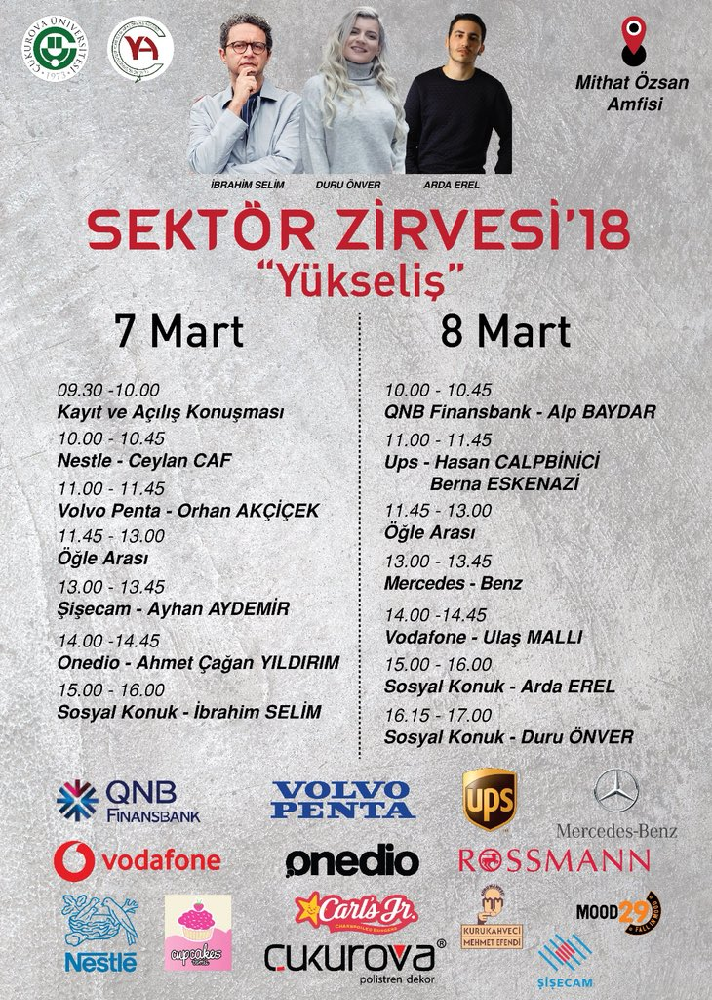 ÇUKUROVA ÜNİVERSİTESİ
1973
YA
Mithat Özsan
Amfisi
İBRAHİM SELİM
DURU ÖNVER
ARDA EREL
SEKTÖR ZİRVESİ'18
“Yükseliş”
7 Mart
09.30 -10.00
Kayıt ve Açılış Konuşması
10.00 - 10.45
Nestle - Ceylan CAF
11.00 - 11.45
Volvo Penta - Orhan AKÇİÇEK
11.45 - 13.00
Öğle Arası
13.00 - 13.45
Şişecam - Ayhan AYDEMİR
14.00 -14.45
Onedio - Ahmet Çağan YILDIRIM
15.00 - 16.00
Sosyal Konuk - İbrahim SELİM
8 Mart
10.00 - 10.45
QNB Finansbank - Alp BAYDAR
11.00 - 11.45
Ups - Hasan CALPBİNİCİ
Berna ESKENAZİ
11.45 - 13.00
Öğle Arası
13.00 - 13.45
Mercedes - Benz
14.00 -14.45
Vodafone - Ulaş MALLI
15.00 - 16.00
Sosyal Konuk - Arda EREL
16.15 - 17.00
Sosyal Konuk - Duru ÖNVER
QNB
FİNANSBANK
VOLVO
PENTA
ups
Mercedes-Benz
vodafone
onedio
ROSSMANN
Nestlē
cupcakes
Carl's Jr.
CHARBROILED BURGERS
KURUKAHVECİ
MEHMET EFENDİ
MOOD29
FALL IN MOOD
çukurova®
polistren dekor
ŞİŞECAM